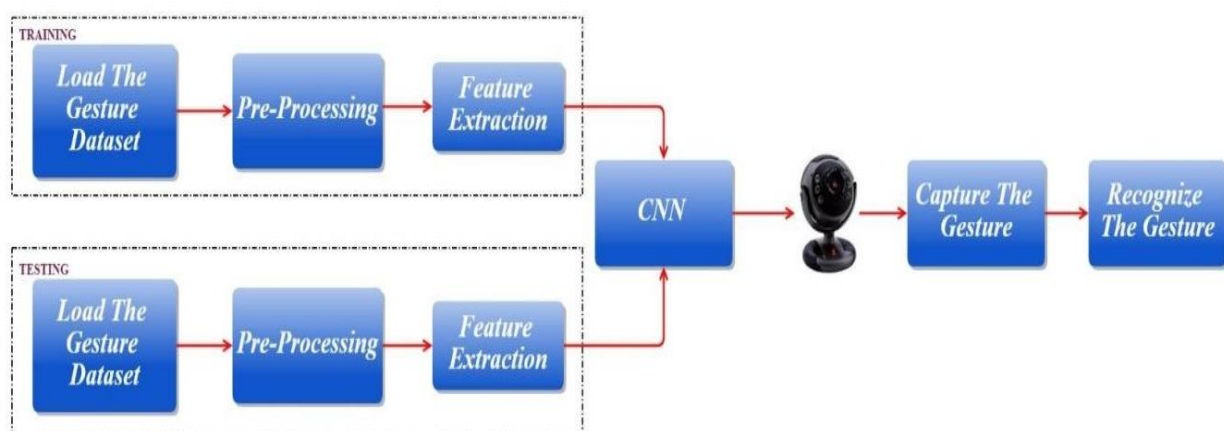 TRAINING
Load The
Gesture
Dataset
Pre-Processing
Feature
Extraction
CNN
Capture The
Gesture
Recognize
The Gesture
TESTING
Load The
Gesture
Dataset
Pre-Processing
Feature
Extraction